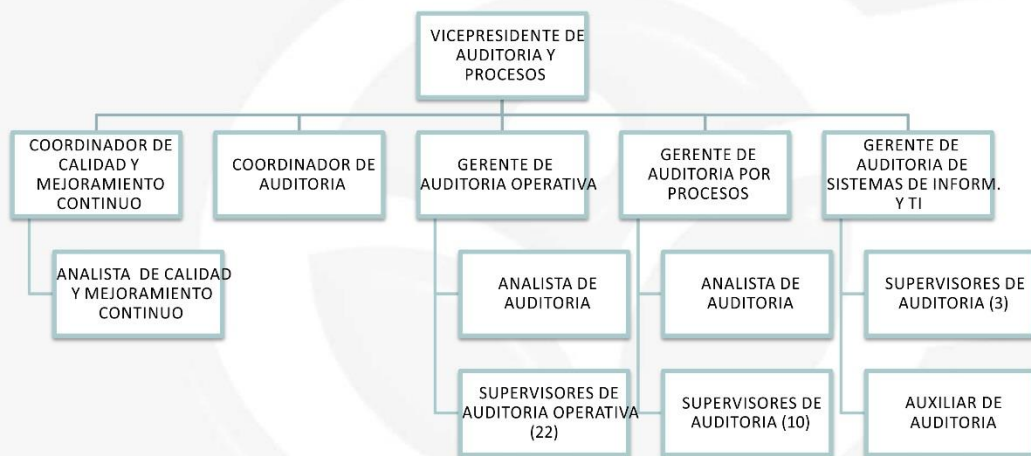 VICEPRESIDENTE DE
AUDITORIA Y
PROCESOS
COORDINADOR DE
CALIDAD Y
MEJORAMIENTO
CONTINUO
COORDINADOR DE
AUDITORIA
GERENTE DE
AUDITORIA OPERATIVA
GERENTE DE
AUDITORIA POR
PROCESOS
GERENTE DE
AUDITORIA DE
SISTEMAS DE INFORM.
Y TI
ANALISTA DE CALIDAD
Y MEJORAMIENTO
CONTINUO
ANALISTA DE
AUDITORIA
ANALISTA DE
AUDITORIA
SUPERVISORES DE
AUDITORIA (3)
SUPERVISORES DE
AUDITORIA OPERATIVA
(22)
SUPERVISORES DE
AUDITORIA (10)
AUXILIAR DE
AUDITORIA